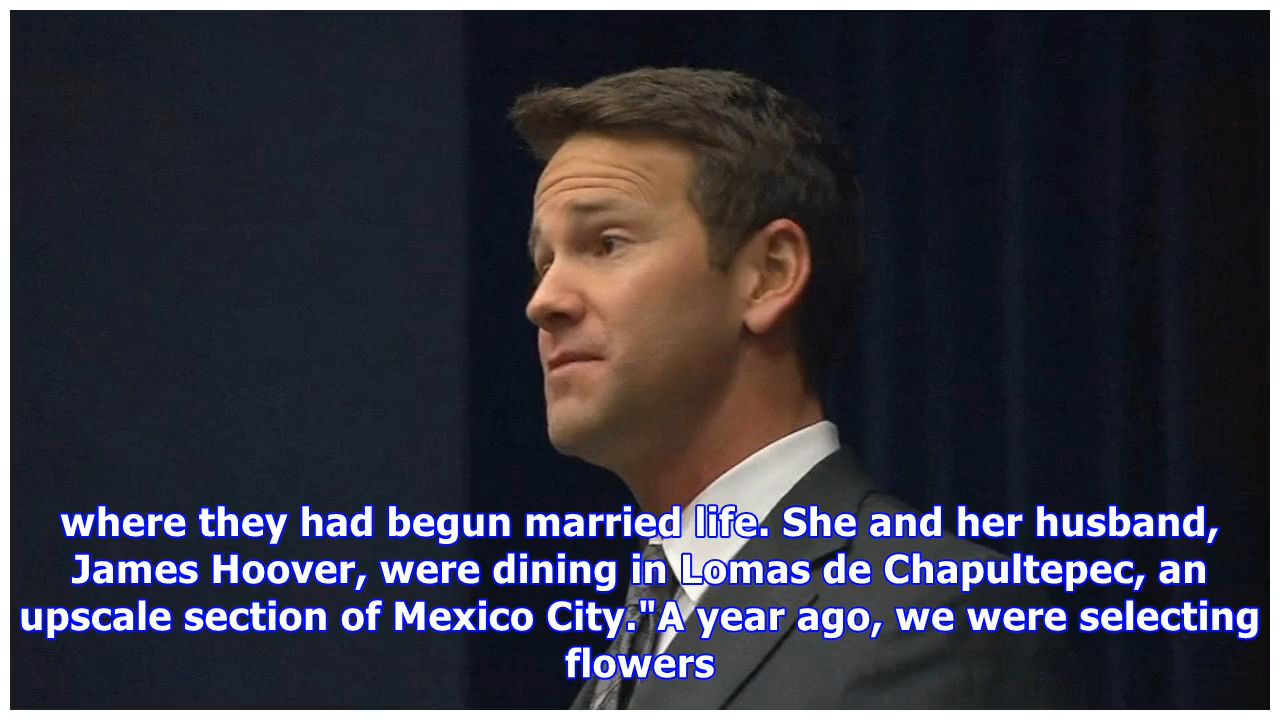 where they had begun married life. She and her husband,
James Hoover, were dining in Lomas de Chapultepec, an
upscale section of Mexico City."A year ago, we were selecting
flowers